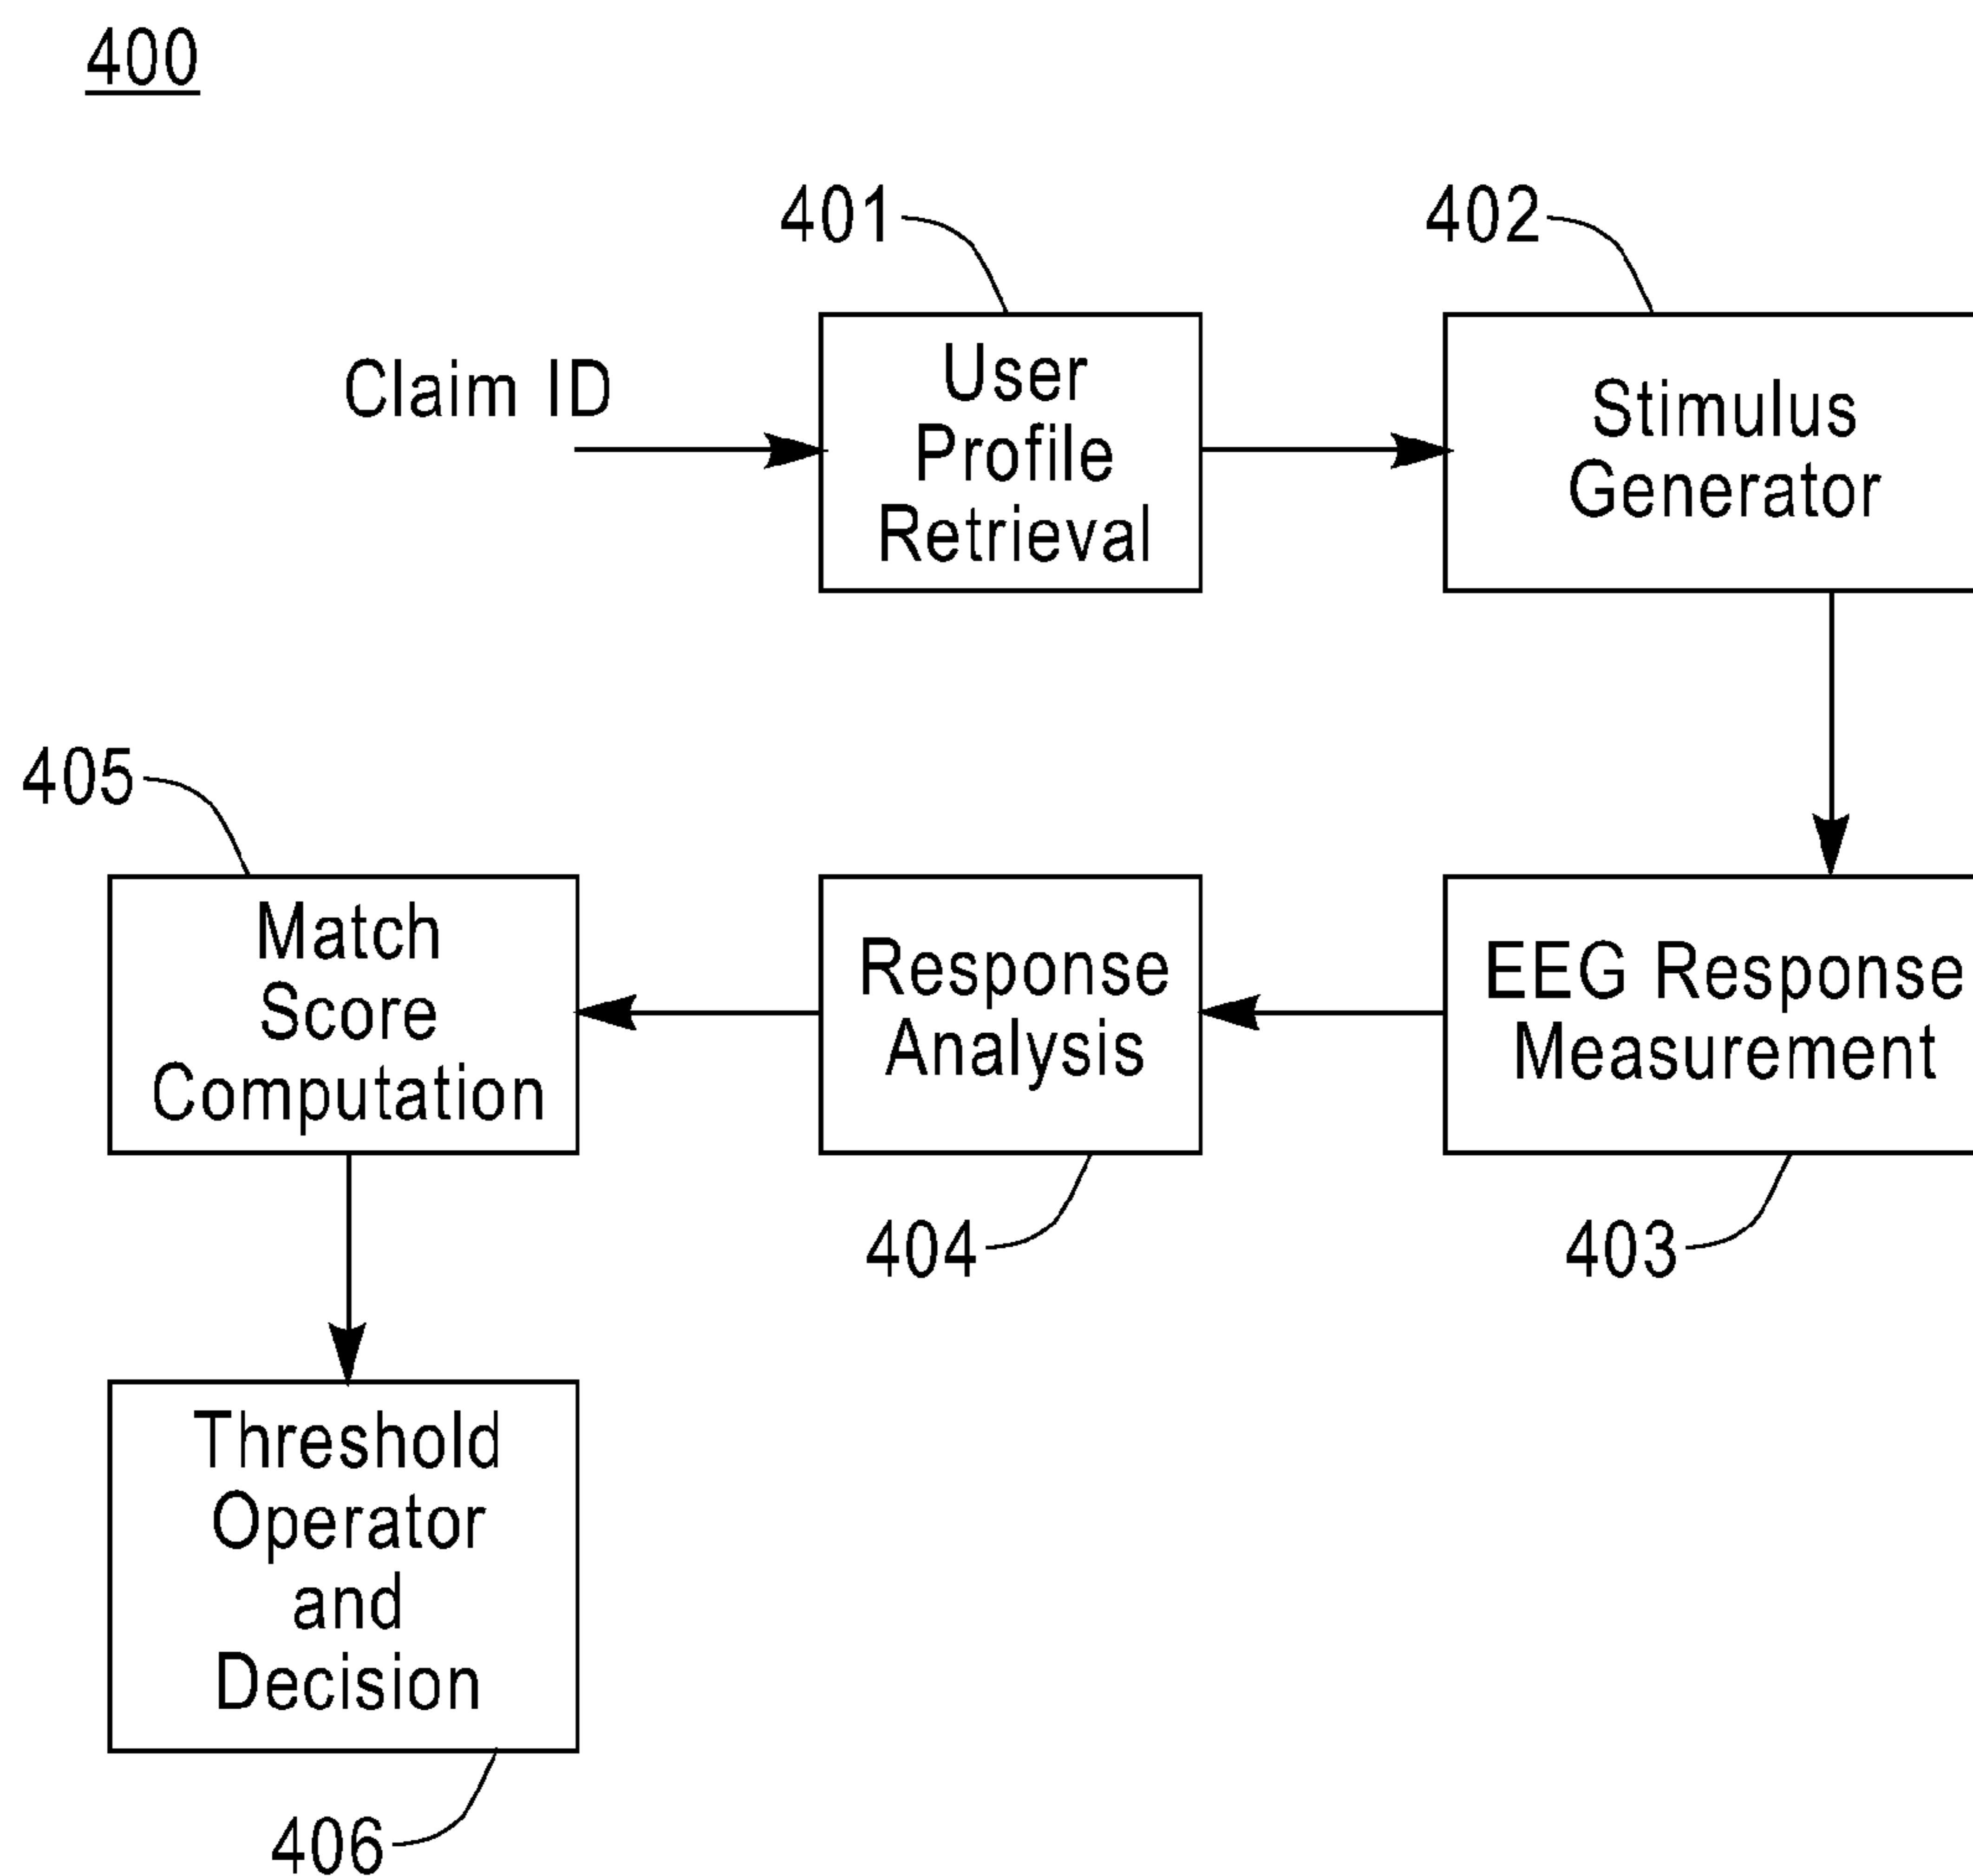 400
401
402
Claim ID
User
Profile
Retrieval
Stimulus
Generator
405
Match
Score
Computation
Response
Analysis
EEG Response
Measurement
404
403
Threshold
Operator
and
Decision
406